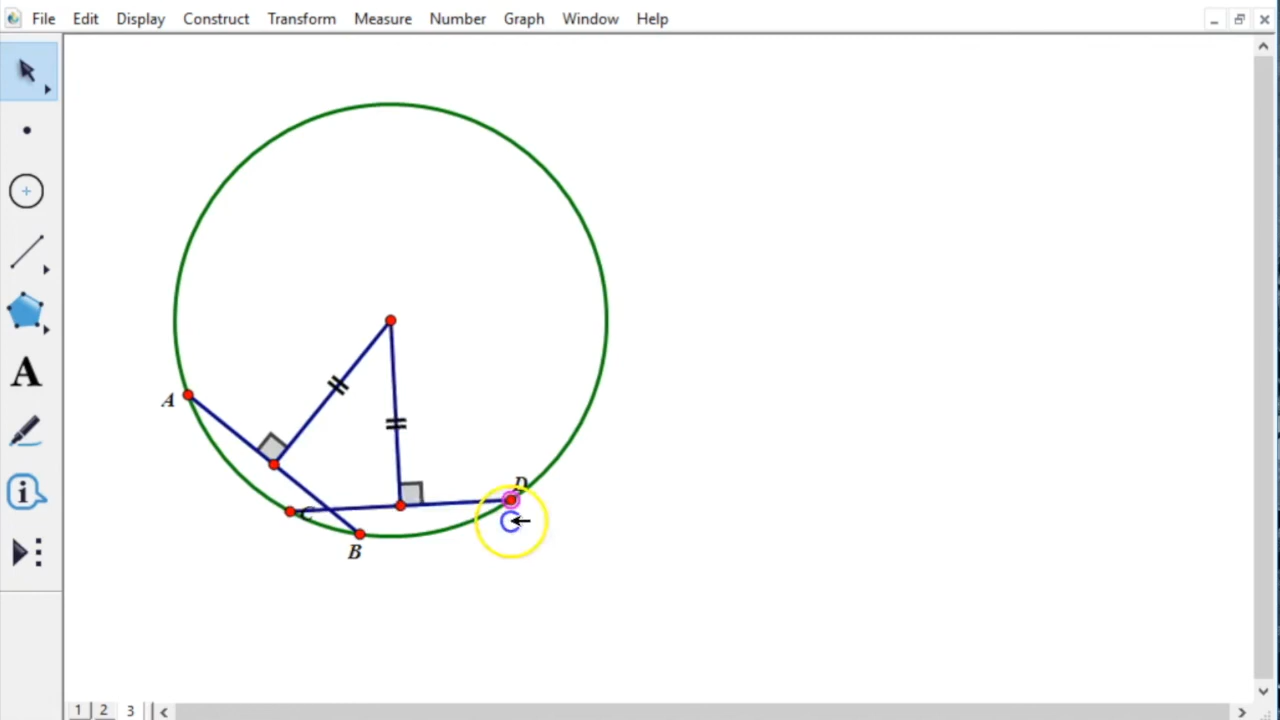 File Edit Display Construct Transform Measure Number Graph Window Help
A
A
D
C
B
1 2 3